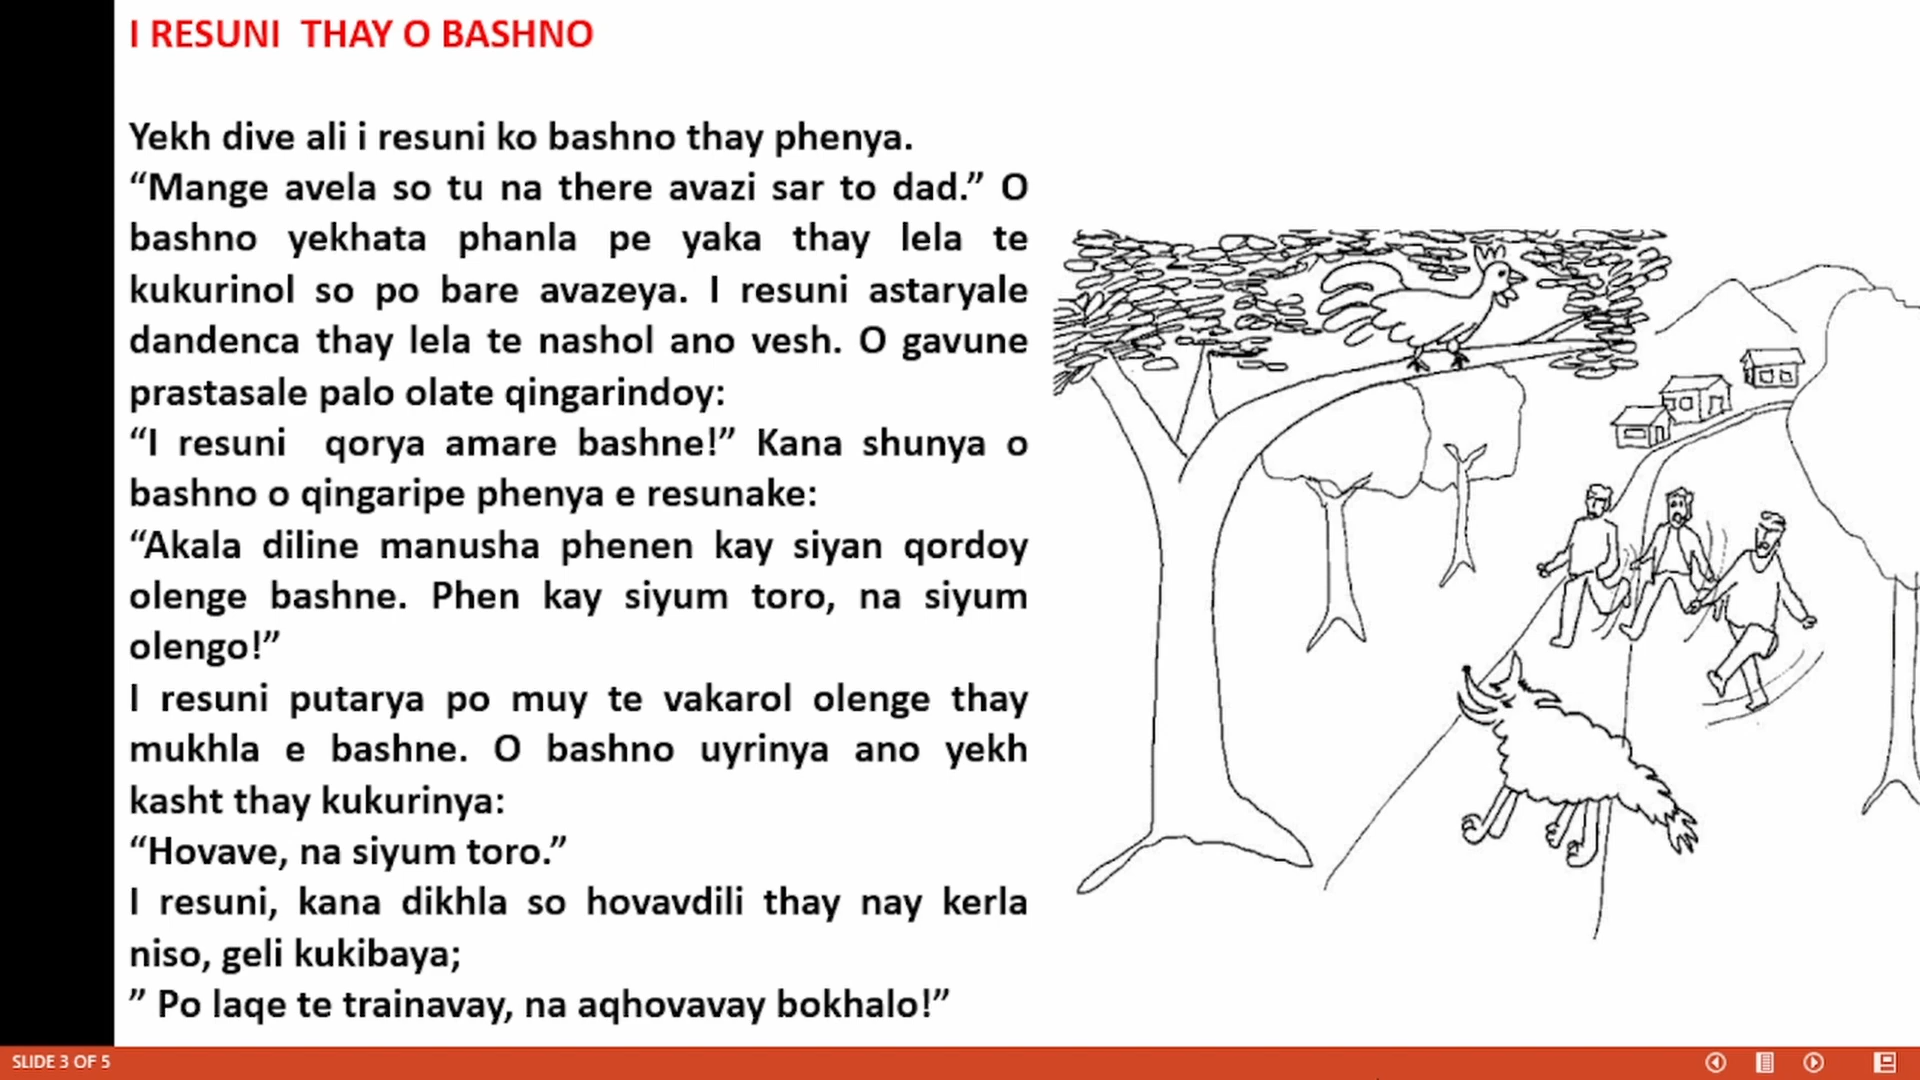 I RESUNI THAY O BASHNO
Yekh dive ali i resuni ko bashno thay phenya.
“Mange avela so tu na there avazi sar to dad.” O
bashno yekhata phanla pe yaka thay lela te
kukurinol so po bare avazeya. I resuni astaryale
dandenca thay lela te nashol ano vesh. O gavune
prastasale palo olate qingarindoy:
“I resuni qorya amare bashne!” Kana shunya o
bashno o qingaripe phenya e resunake:
“Akala diline manusha phenen kay siyan qordoy
olenge bashne. Phen kay siyum toro, na siyum
olengo!”
I resuni putarya po muy te vakarol olenge thay
mukhla e bashne. O bashno uyrinya ano yekh
kasht thay kukurinya:
“Hovave, na siyum toro.”
I resuni, kana dikhla so hovavdili thay nay kerla
niso, geli kukibaya;
” Po laqe te trainavay, na aqhovavay bokhalo!”
SLIDE 3 OF 5